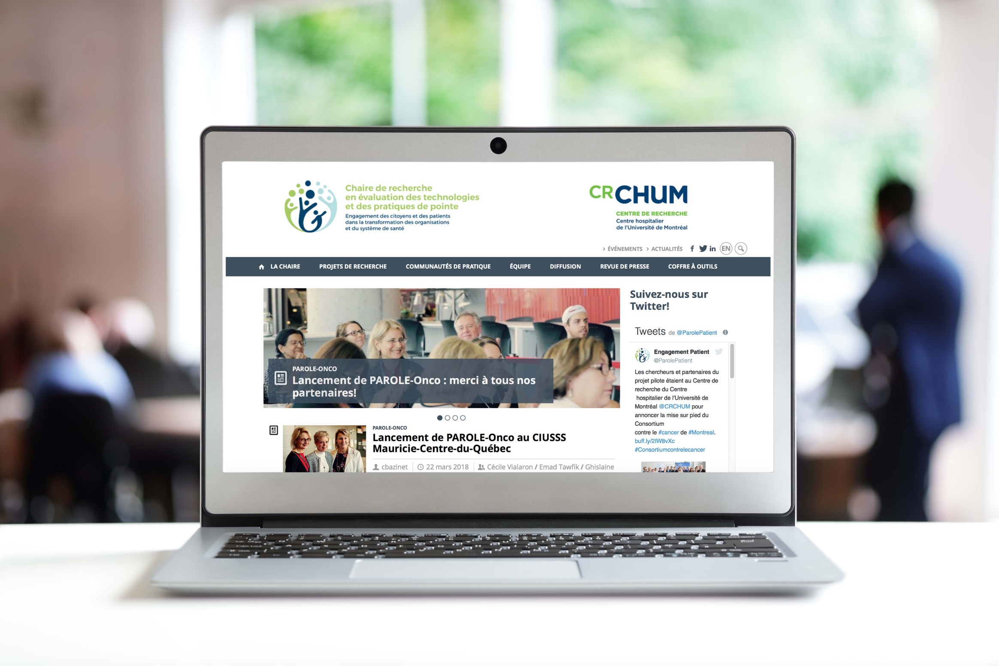 Chaire de recherche
en évaluation des technologies
et des pratiques de pointe
Engagement des citoyens et des patients
dans la transformation des organisations
et du système de santé
CRCHUM
CENTRE DE RECHERCHE
Centre hospitalier
de l'Université de Montréal
> ÉVÉNEMENTS > ACTUALITÉS f in EN
LA CHAIRE PROJETS DE RECHERCHE COMMUNAUTÉS DE PRATIQUE ÉQUIPE DIFFUSION REVUE DE PRESSE COFFRE À OUTILS
PAROLE-ONCO
Lancement de PAROLE-Onco : merci à tous nos
partenaires!
PAROLE-ONCO
Lancement de PAROLE-Onco au CIUSSS
Mauricie-Centre-du-Québec
cbazinet 22 mars 2018 Cécile Vialaron / Emad Tawfik / Ghislaine
Suivez-nous sur
Twitter!
Tweets de @ParolePatient
Engagement Patient
@ParolePatient
Les chercheurs et partenaires du
projet pilote étaient au Centre de
recherche du Centre
hospitalier de l'Université de
Montréal @CRCHUM pour
annoncer la mise sur pied du
Consortium
contre le #cancer de #Montreal.
buff.ly/2IW8vXc
#Consortiumcontrelecancer